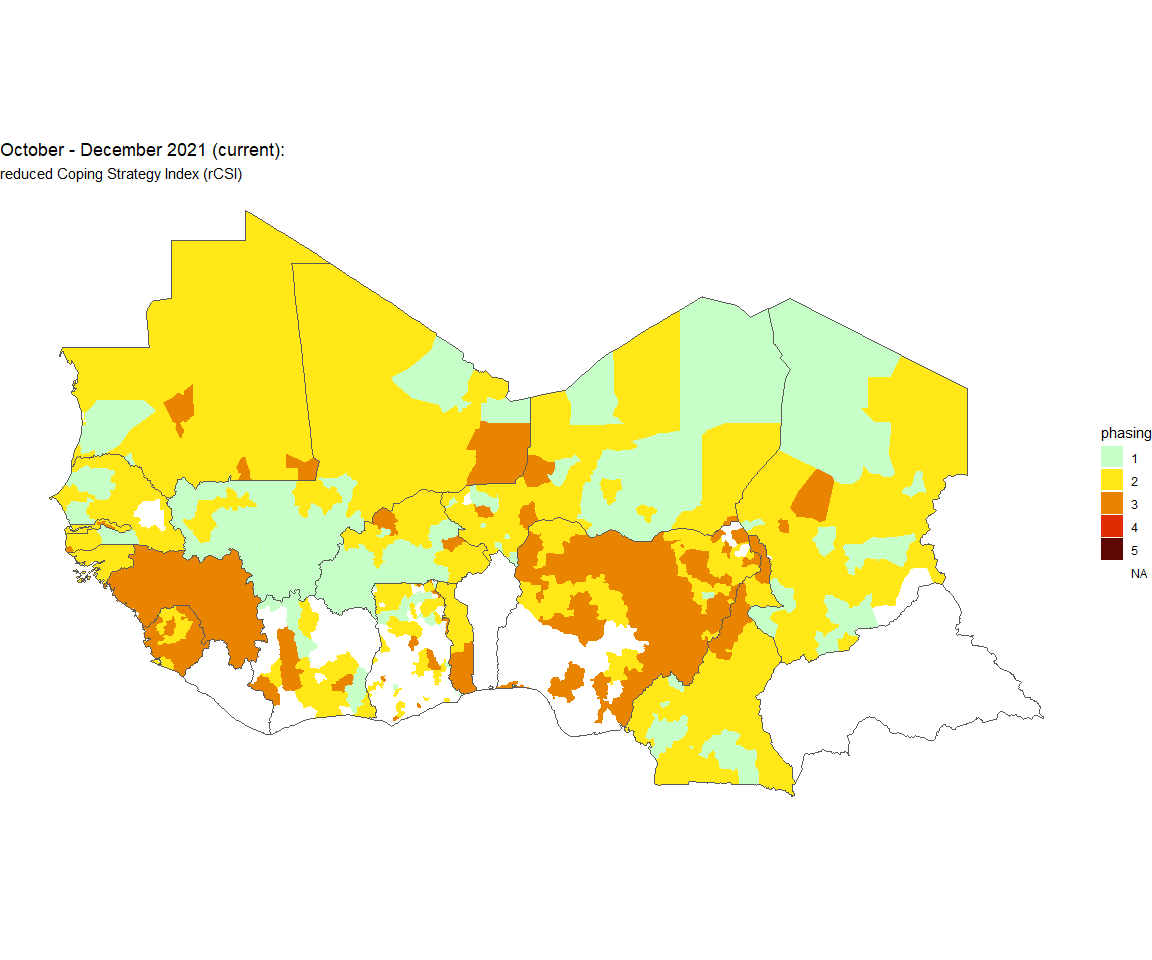 October - December 2021 (current):
reduced Coping Strategy Index (rCSI)
phasing
1
2
3
4
5
NA